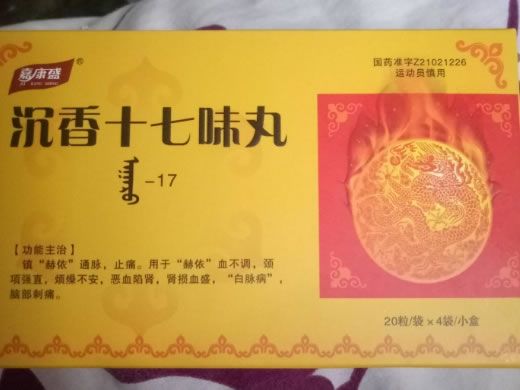 嘉康盛®
国药准字Z21021226
运动员慎用
沉香十七味丸
-17
【功能主治】
镇“赫依”通脉,止痛。用于“赫依”血不调,颈
项强直,烦燥不安,恶血陷肾,肾损血盛,“白脉病”,
脑部刺痛。
20粒/袋×4袋/小盒